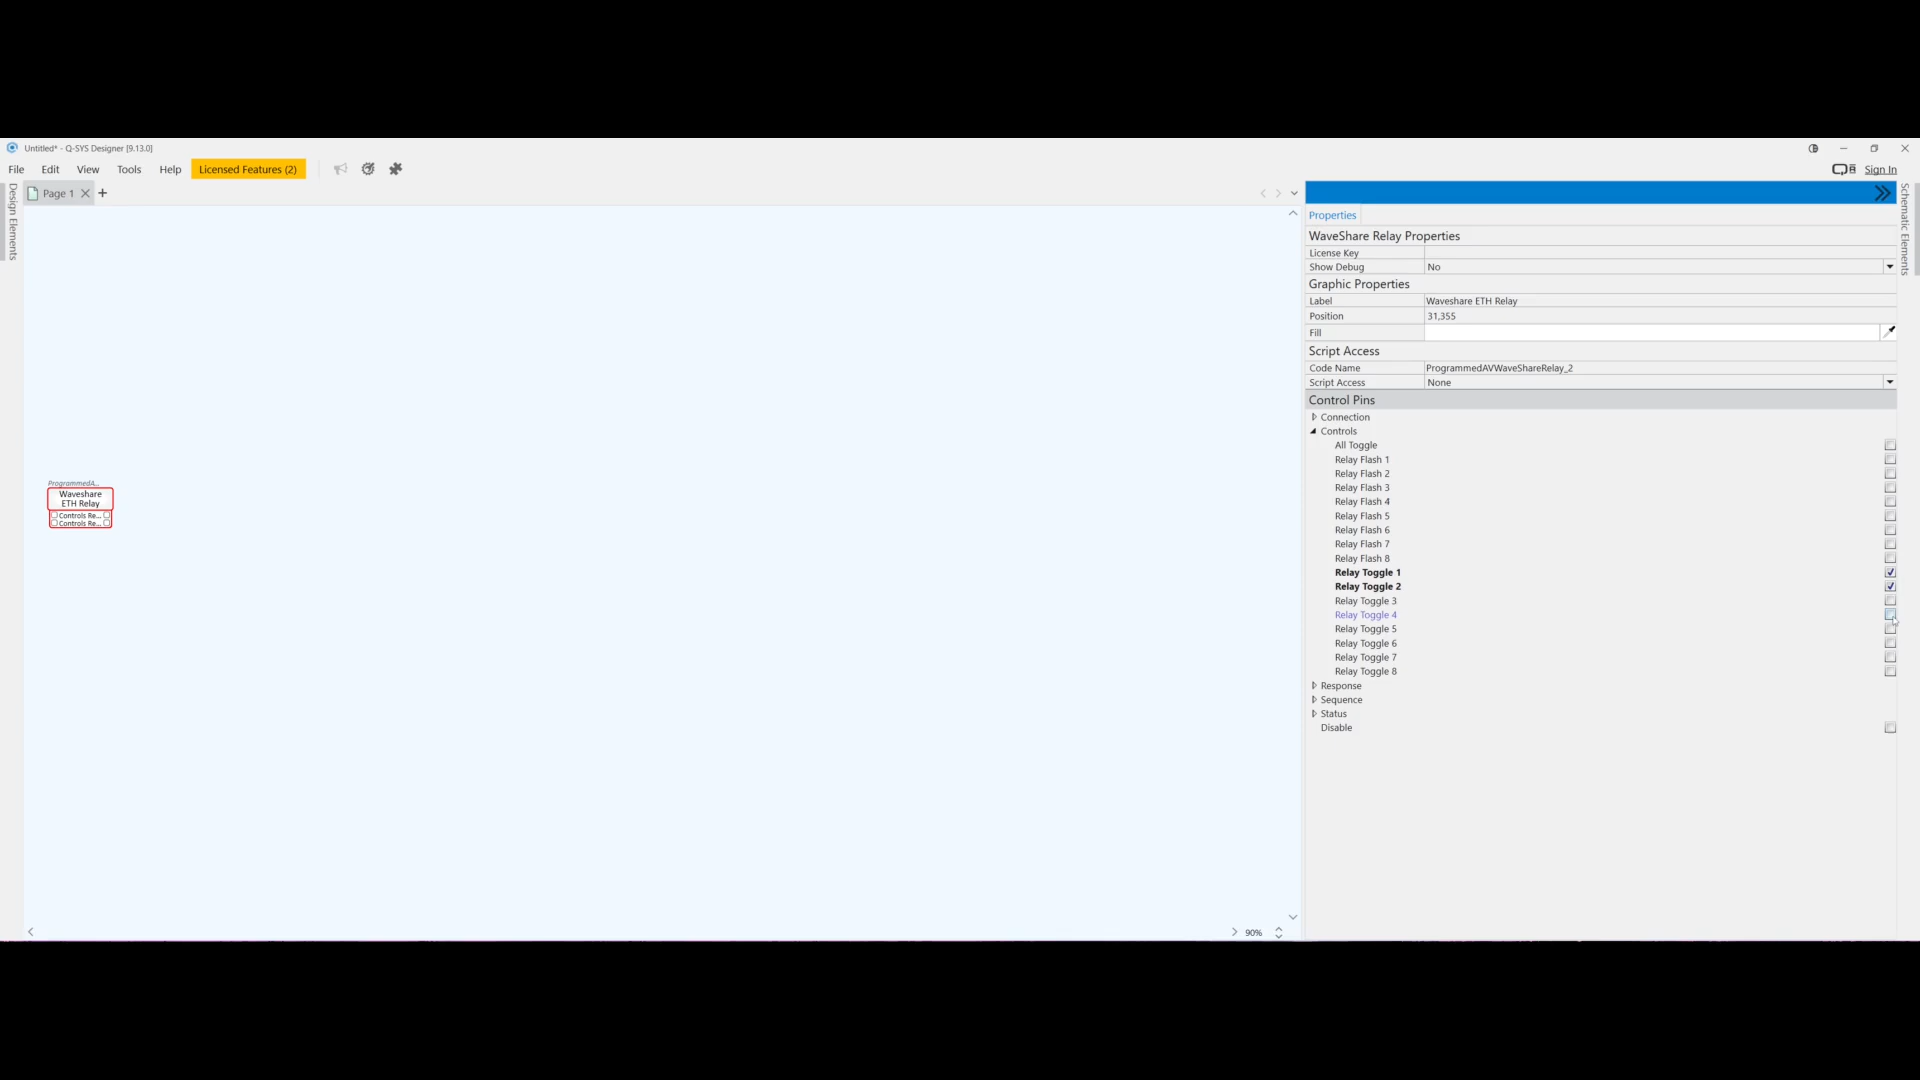 Untitled* - Q-SYS Designer [9.13.0]
File Edit View Tools Help Licensed Features (2) Sign In
Design Elements
Page 1
Schematic Elements
Properties
WaveShare Relay Properties
License Key
Show Debug No
Graphic Properties
Label Waveshare ETH Relay
Position 31,355
Fill
Script Access
Code Name ProgrammedAVWaveShareRelay_2
Script Access None
Control Pins
Connection
Controls
All Toggle
Relay Flash 1
Relay Flash 2
Relay Flash 3
Relay Flash 4
Relay Flash 5
Relay Flash 6
Relay Flash 7
Relay Flash 8
Relay Toggle 1
Relay Toggle 2
Relay Toggle 3
Relay Toggle 4
Relay Toggle 5
Relay Toggle 6
Relay Toggle 7
Relay Toggle 8
Response
Sequence
Status
Disable
ProgrammedA...
Waveshare
ETH Relay
Controls Re...
Controls Re...
90%